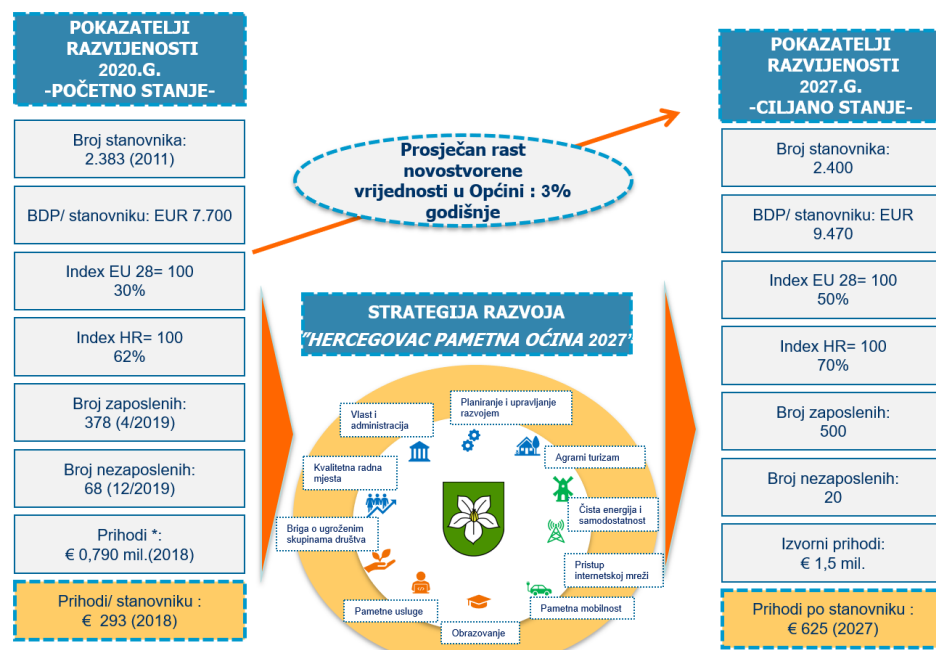 POKAZATELJI
RAZVIJENOSTI
2020.G.
-POČETNO STANJE-
Broj stanovnika:
2.383 (2011)
BDP/ stanovniku: EUR 7.700
Index EU 28= 100
30%
Index HR= 100
62%
Broj zaposlenih:
378 (4/2019)
Broj nezaposlenih:
68 (12/2019)
Prihodi *:
€ 0,790 mil.(2018)
Prihodi/ stanovniku :
€ 293 (2018)
Prosječan rast
novostvorene
vrijednosti u Općini : 3%
godišnje
STRATEGIJA RAZVOJA
"HERCEGOVAC PAMETNA OĆINA 2027"
Planiranje i upravljanje
razvojem
Vlast i
administracija
Agrarni turizam
Kvalitetna radna
mjesta
Čista energija i
samodostatnost
Briga o ugroženim
skupinama društva
Pristup
internetskoj mreži
Pametne usluge
Pametna mobilnost
Obrazovanje
POKAZATELJI
RAZVIJENOSTI
2027.G.
-CILJANO STANJE-
Broj stanovnika:
2.400
BDP/ stanovniku: EUR
9.470
Index EU 28= 100
50%
Index HR= 100
70%
Broj zaposlenih:
500
Broj nezaposlenih:
20
Izvorni prihodi:
€ 1,5 mil.
Prihodi po stanovniku :
€ 625 (2027)